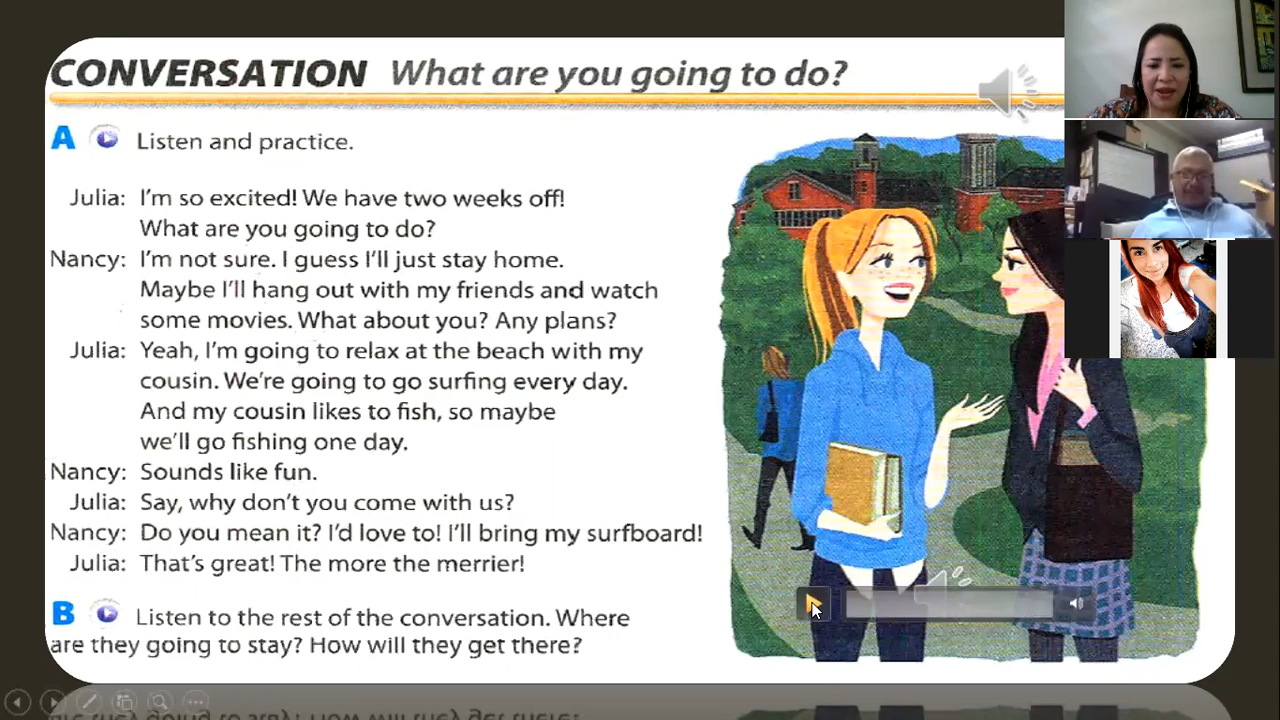 CONVERSATION What are you going to do?
A Listen and practice.
Julia: I'm so excited! We have two weeks off!
What are you going to do?
Nancy: I'm not sure. I guess I'll just stay home.
Maybe I'll hang out with my friends and watch
some movies. What about you? Any plans?
Julia: Yeah, I'm going to relax at the beach with my
cousin. We're going to go surfing every day.
And my cousin likes to fish, so maybe
we'll go fishing one day.
Nancy: Sounds like fun.
Julia: Say, why don't you come with us?
Nancy: Do you mean it? I'd love to! I'll bring my surfboard!
Julia: That's great! The more the merrier!
B Listen to the rest of the conversation. Where
are they going to stay? How will they get there?